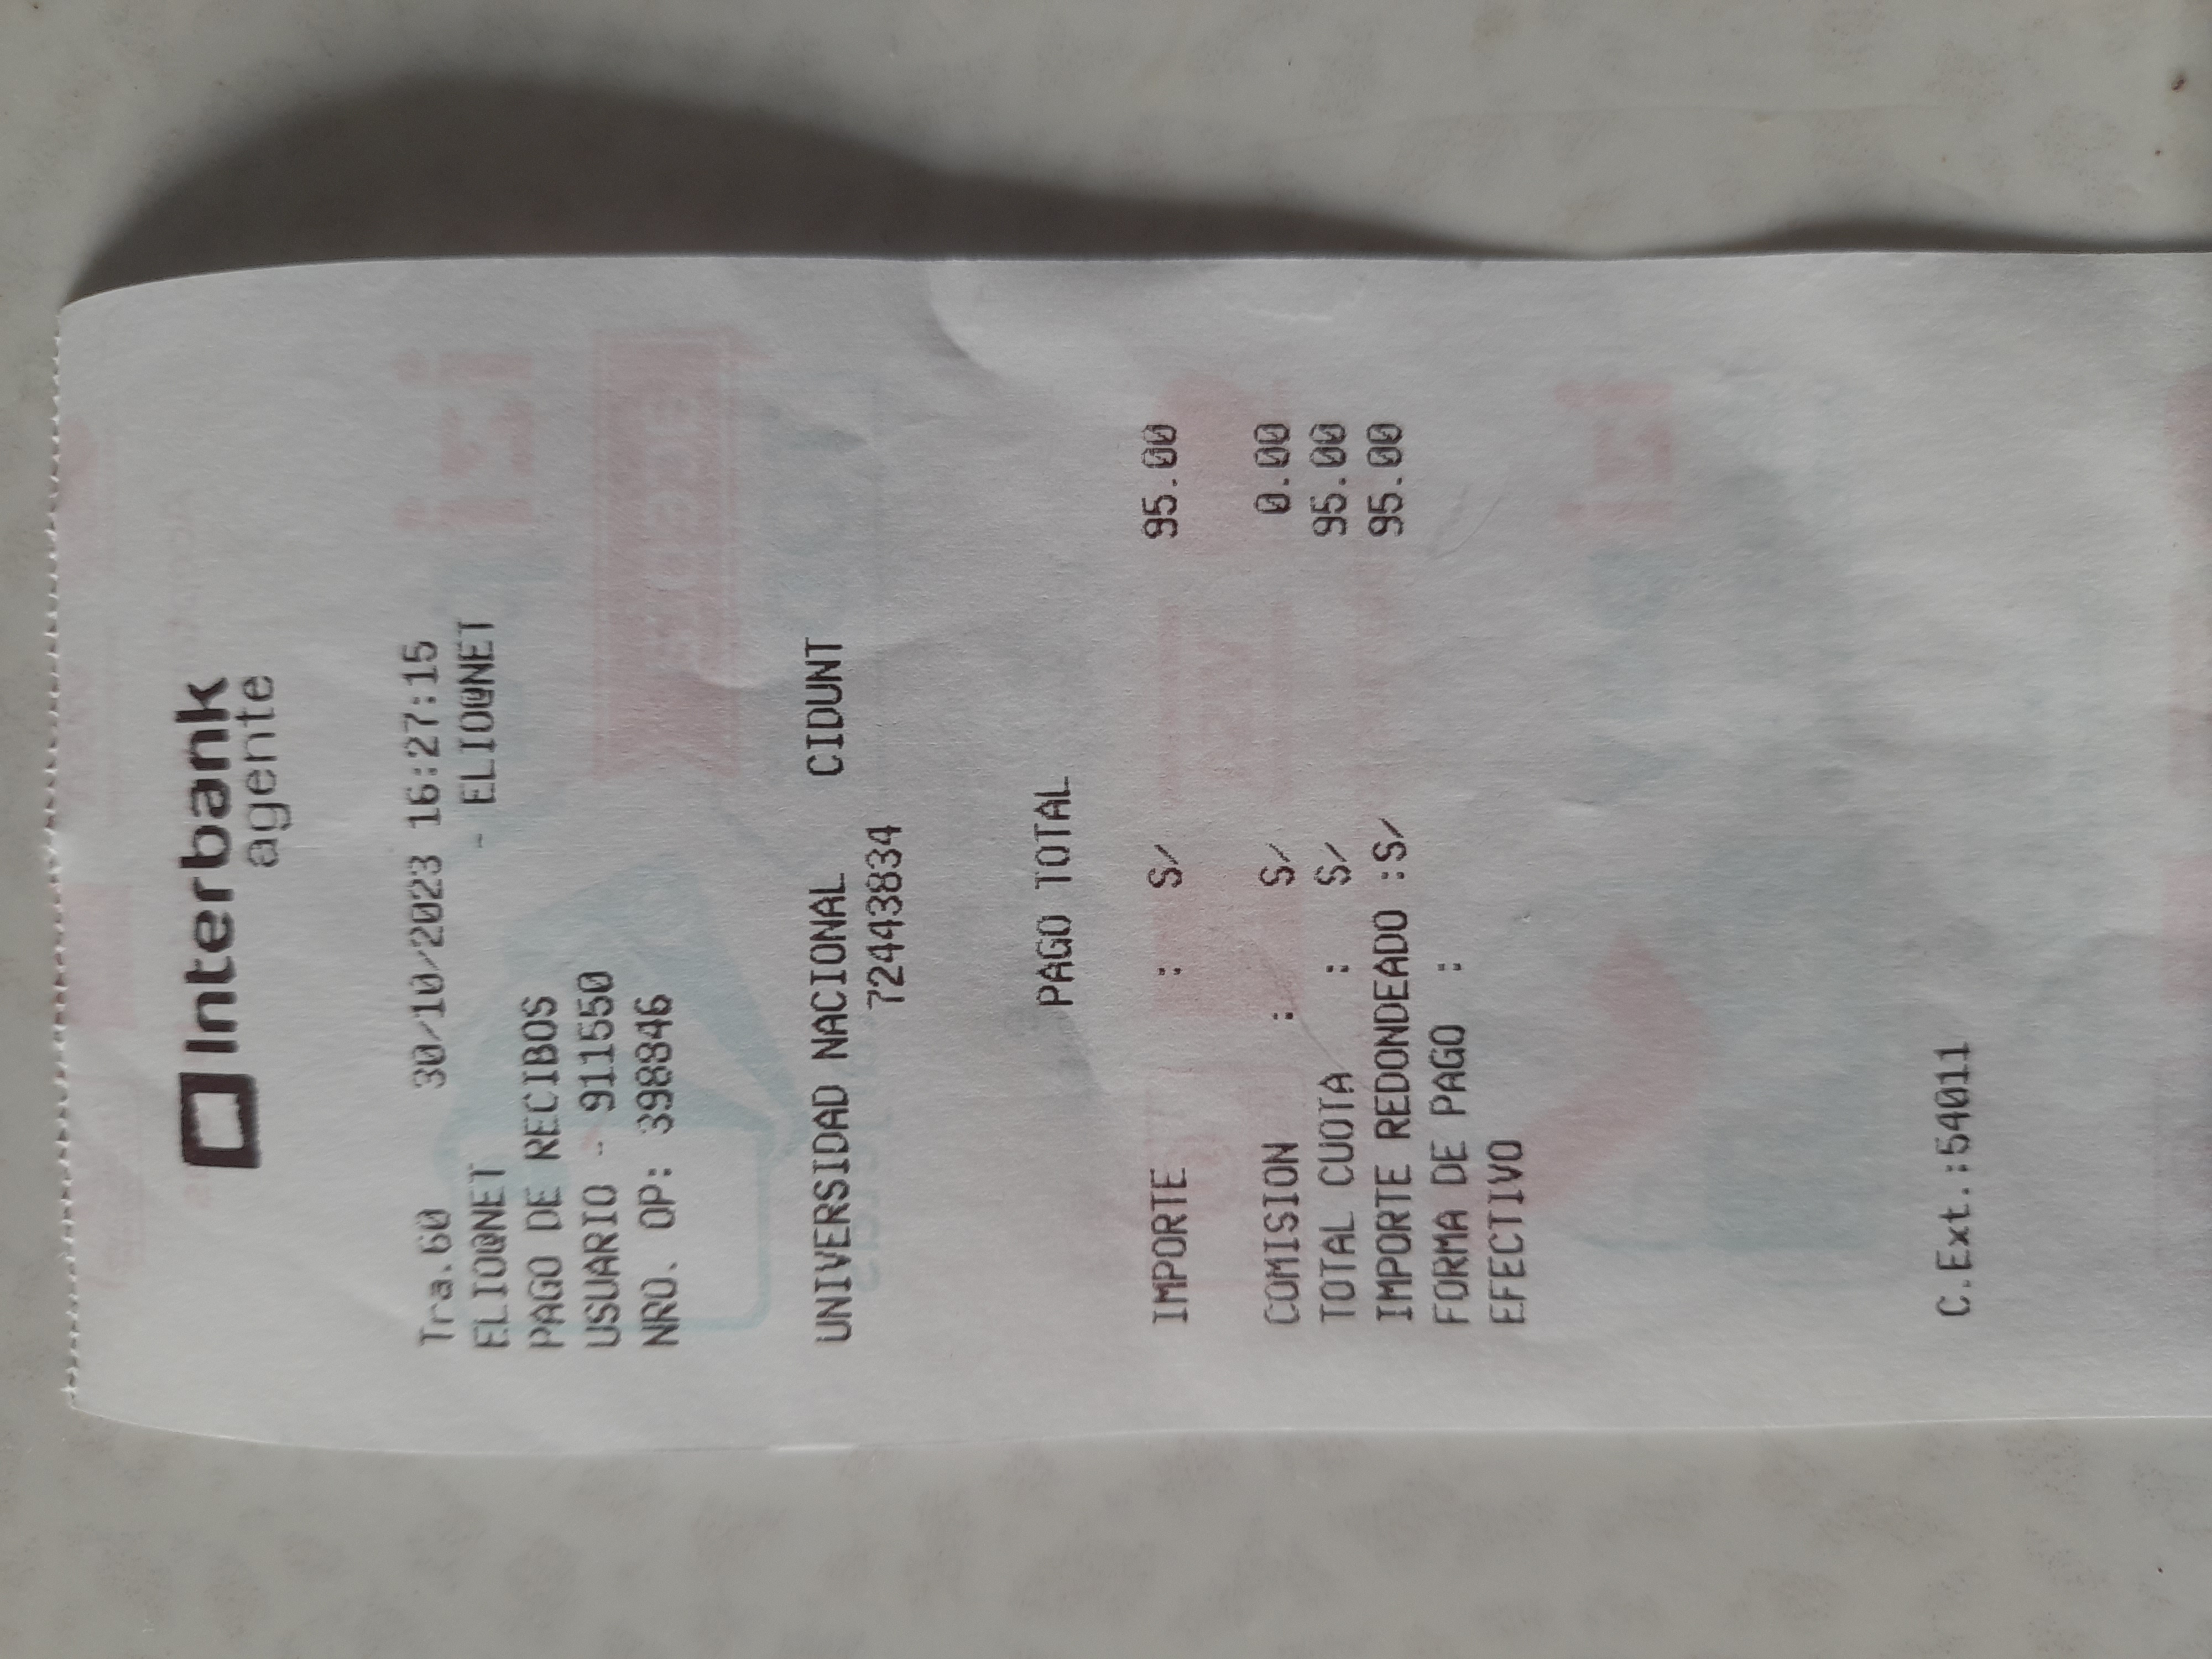 Interbank
agente
Tra.60 30/10/2023 16:27:15
ELIO@NET - ELIO@NET
PAGO DE RECIBOS
USUARIO - 911550
NRO. OP: 398846
UNIVERSIDAD NACIONAL CIDUNT
72443834
PAGO TOTAL
IMPORTE : S/ 95.00
COMISION : S/ 0.00
TOTAL CUOTA : S/ 95.00
IMPORTE REDONDEADO :S/ 95.00
FORMA DE PAGO :
EFECTIVO
C.Ext.:54011